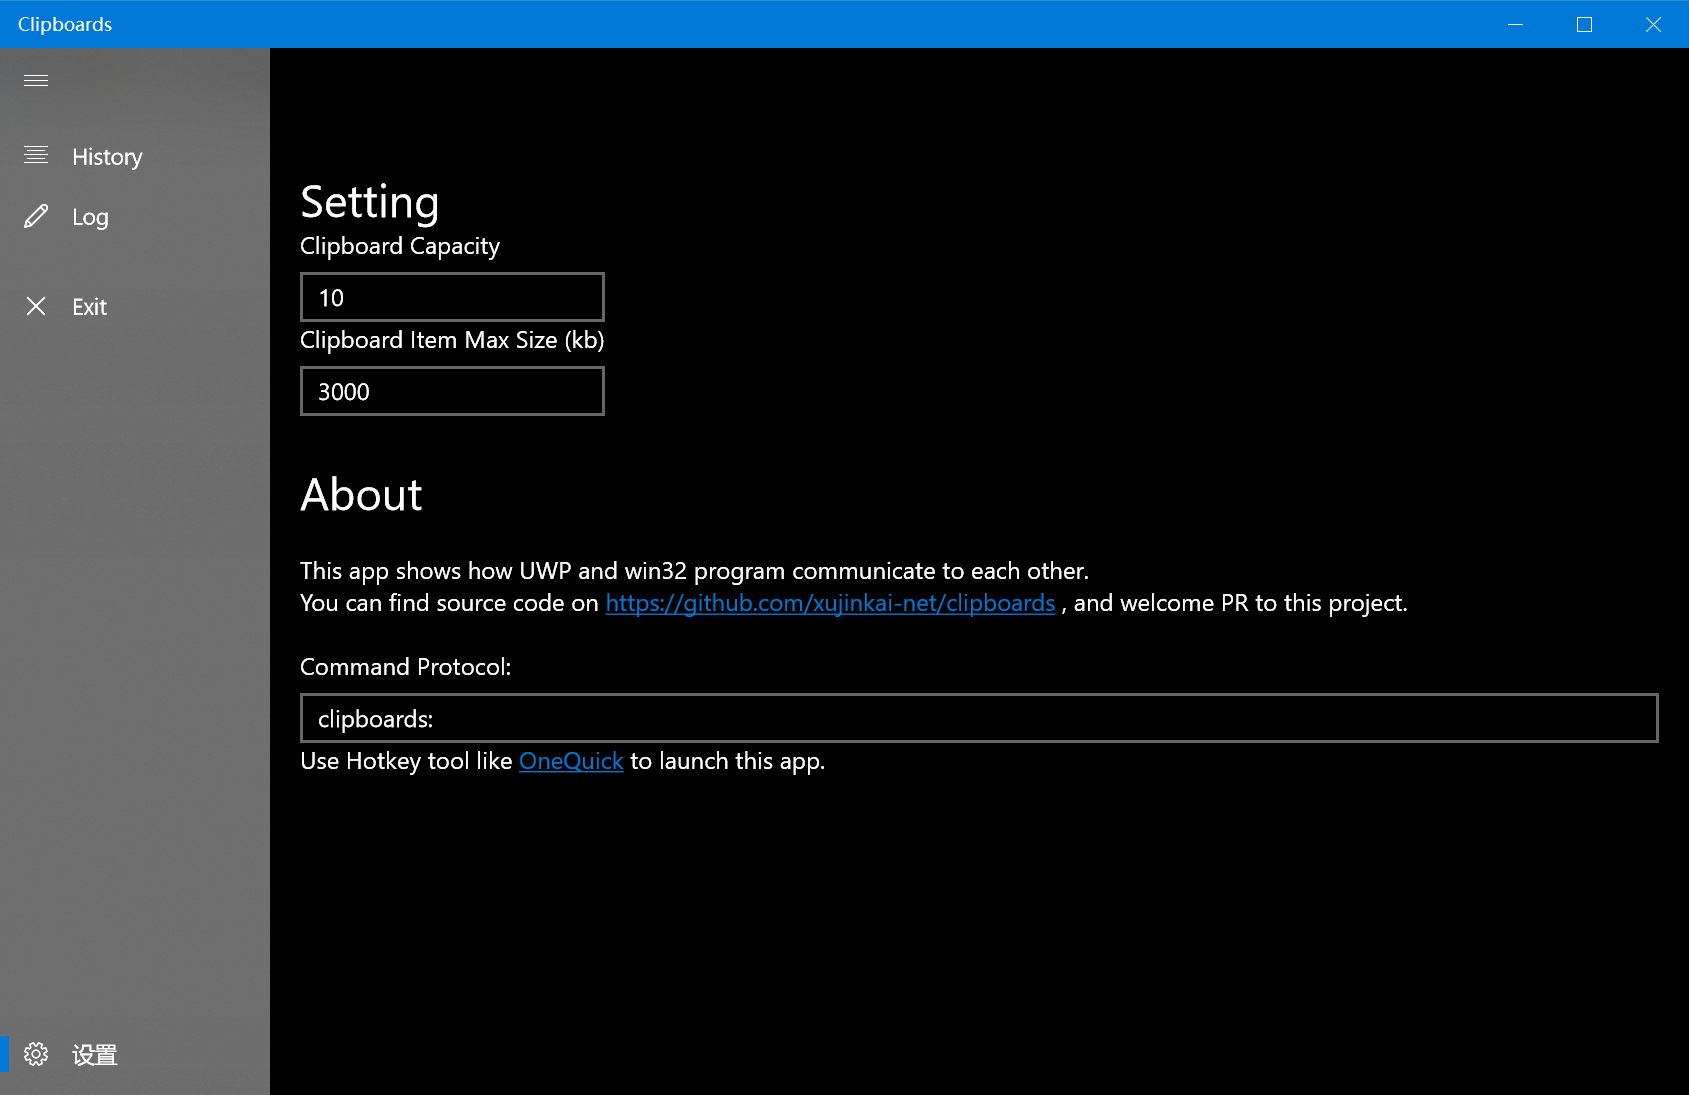 Clipboards
History
Log
Exit
设置
Setting
Clipboard Capacity
10
Clipboard Item Max Size (kb)
3000
About
This app shows how UWP and win32 program communicate to each other.
You can find source code on https://github.com/xujinkai-net/clipboards , and welcome PR to this project.
Command Protocol:
clipboards:
Use Hotkey tool like OneQuick to launch this app.